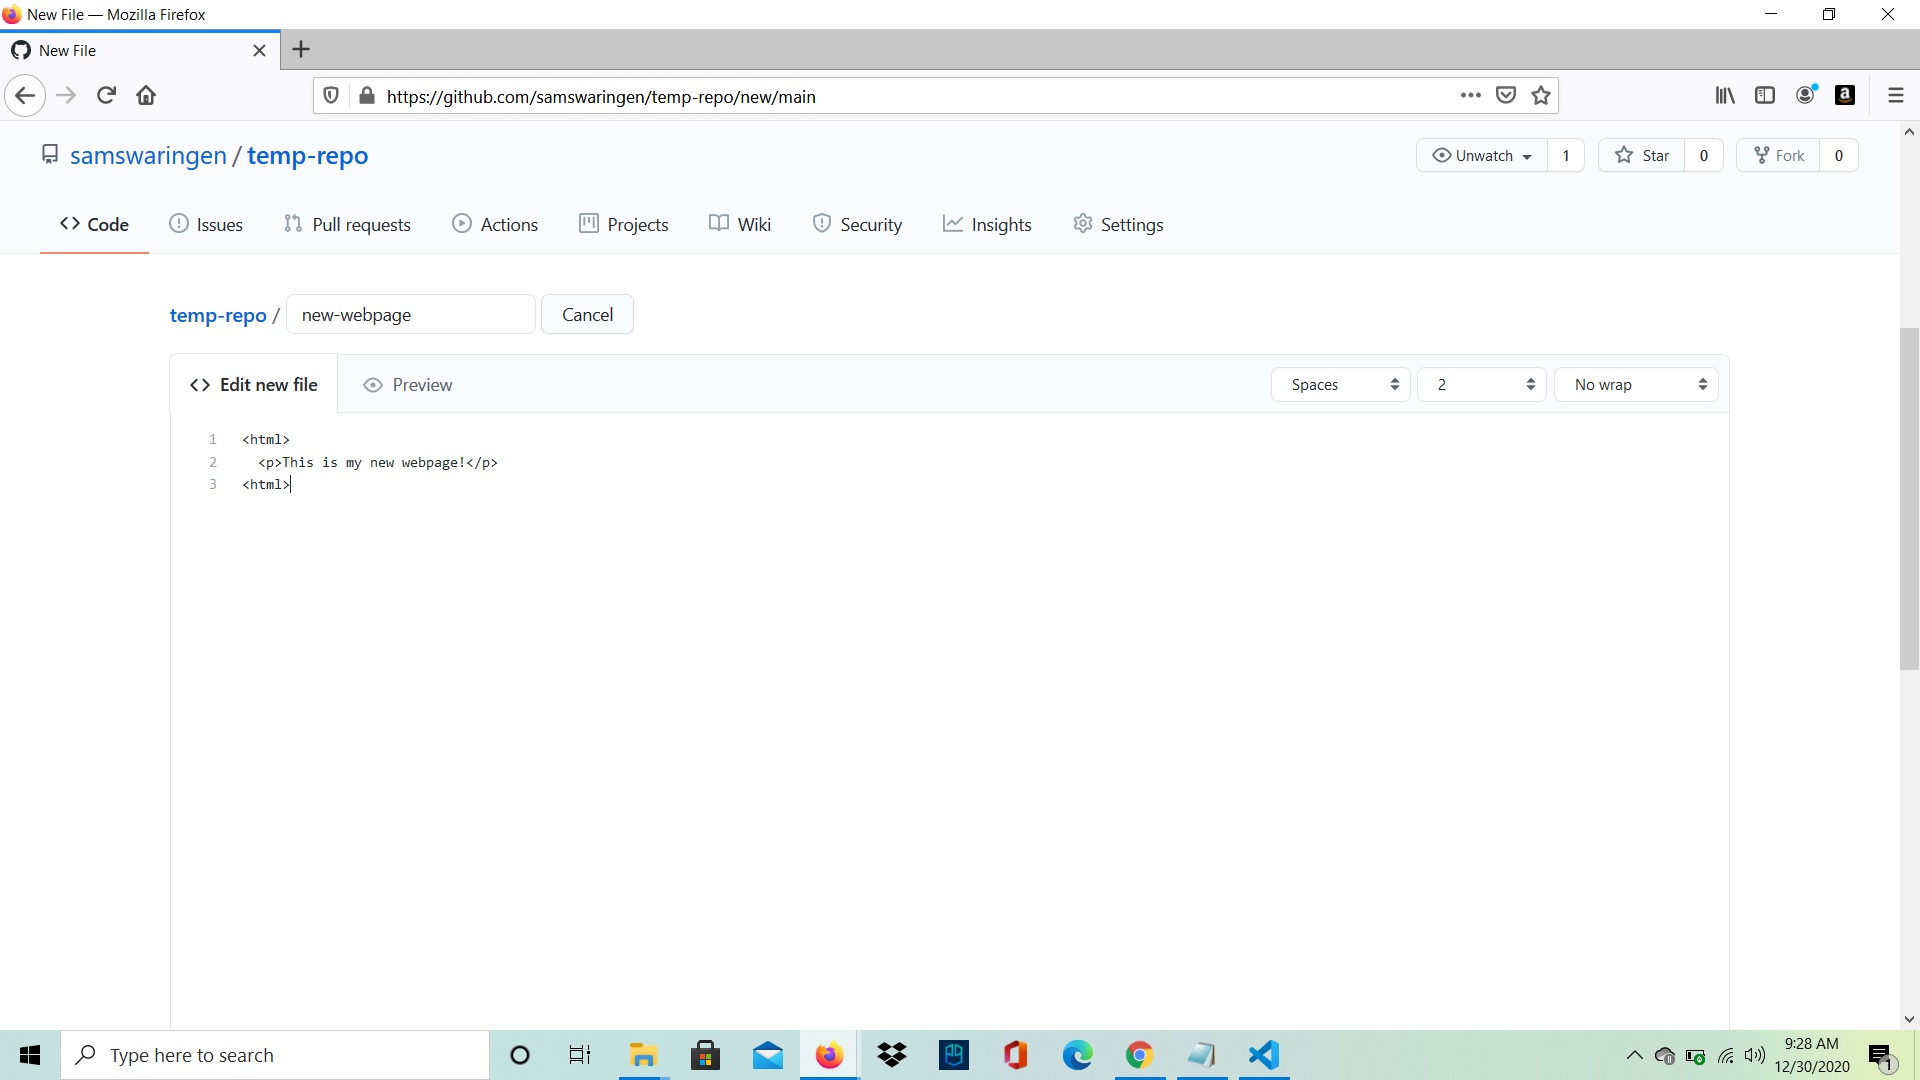 New File — Mozilla Firefox
New File
https://github.com/samswaringen/temp-repo/new/main
samswaringen / temp-repo
Unwatch 1 Star 0 Fork 0
Code Issues Pull requests Actions Projects Wiki Security Insights Settings
temp-repo / new-webpage Cancel
Edit new file Preview Spaces 2 No wrap
1 <html>
2 <p>This is my new webpage!</p>
3 <html>
Type here to search
9:28 AM
12/30/2020
1